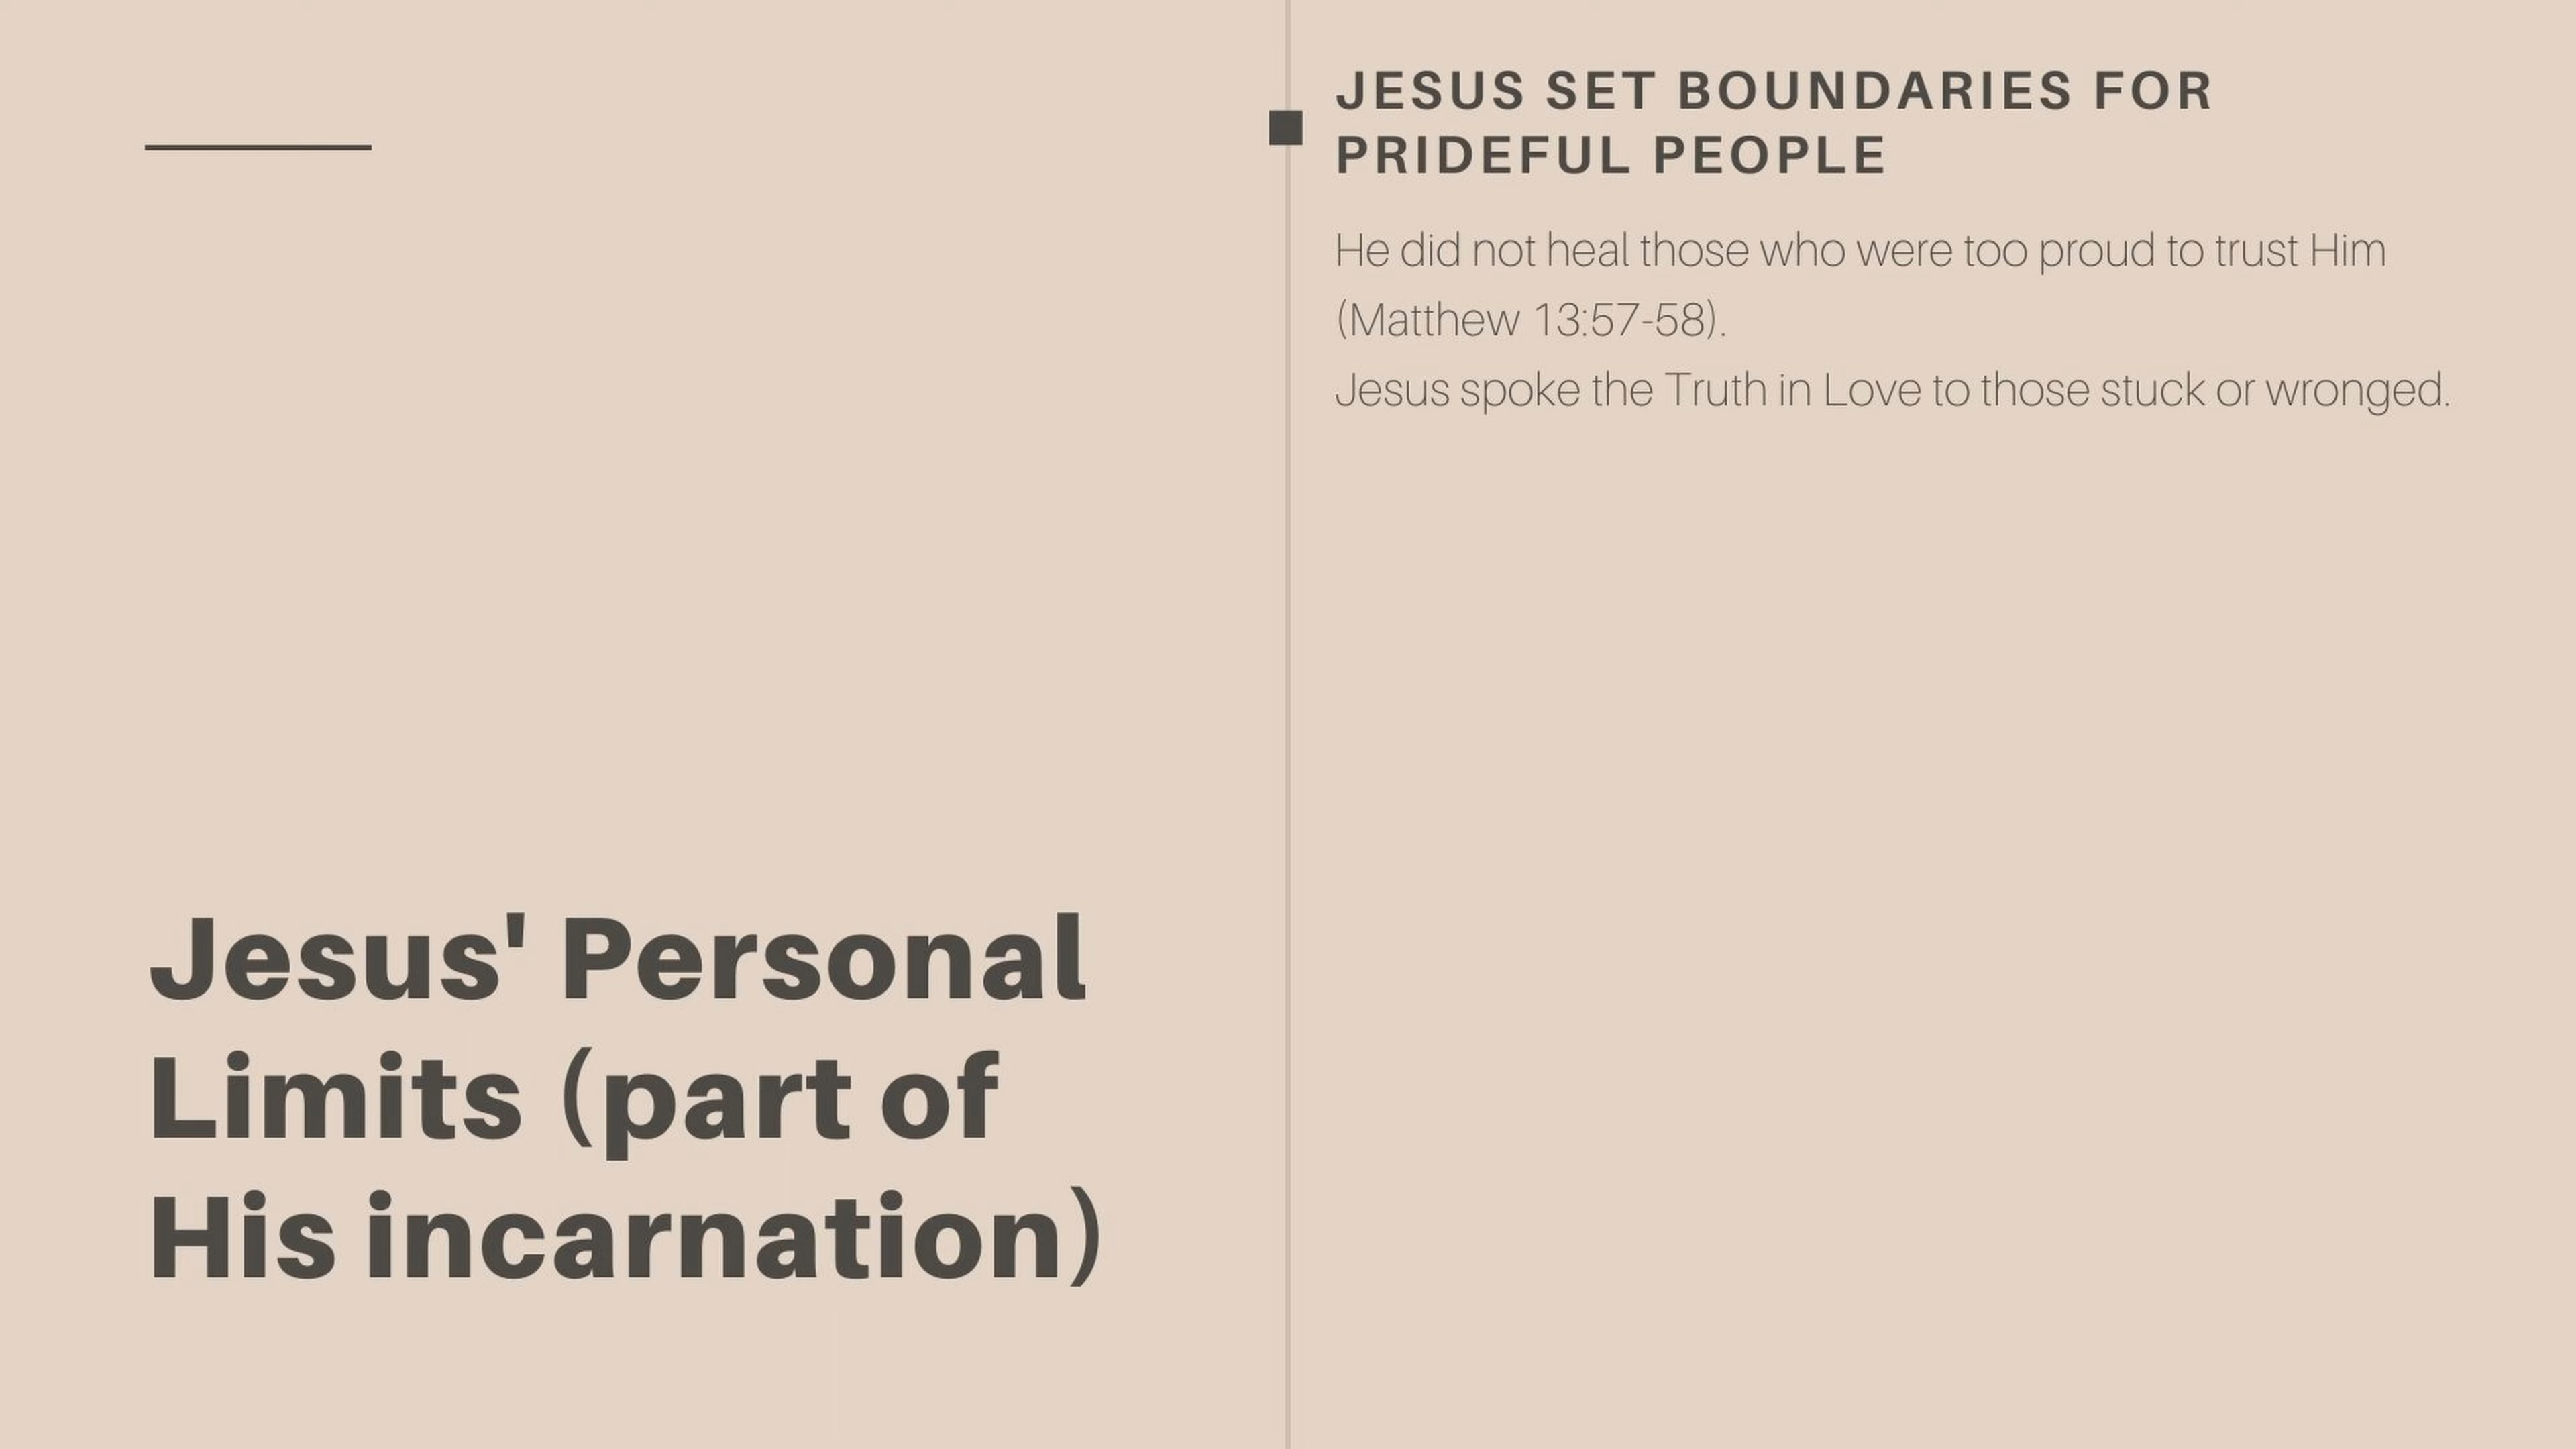 Jesus' Personal
Limits (part of
His incarnation)
JESUS SET BOUNDARIES FOR
PRIDEFUL PEOPLE
He did not heal those who were too proud to trust Him
(Matthew 13:57-58).
Jesus spoke the Truth in Love to those stuck or wronged.